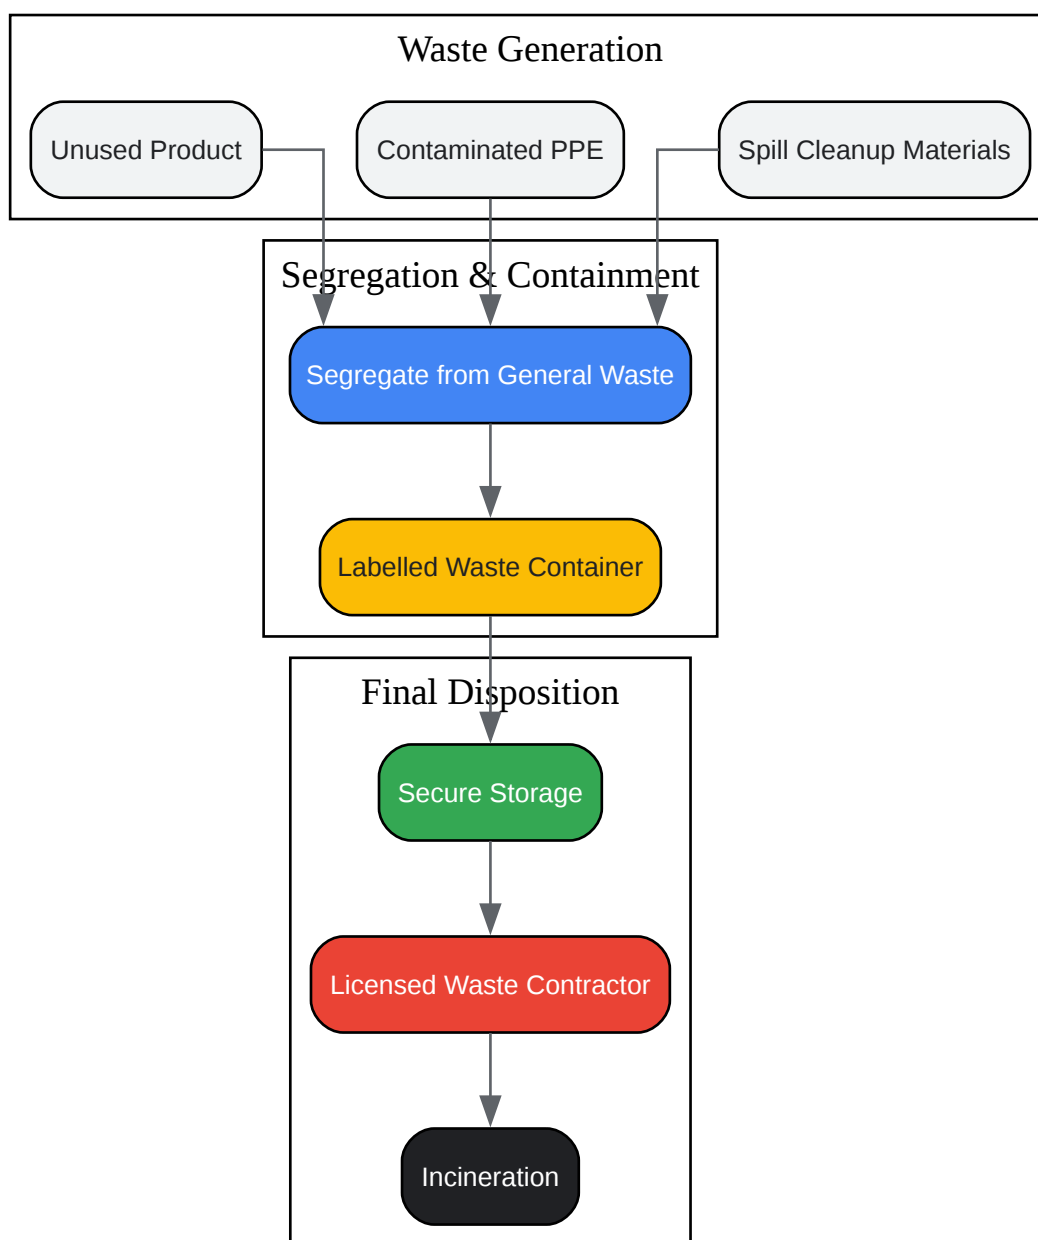 Waste Generation
Unused Product
Contaminated PPE
Spill Cleanup Materials
Segregation & Containment
Segregate from General Waste
Labelled Waste Container
Final Disposition
Secure Storage
Licensed Waste Contractor
Incineration